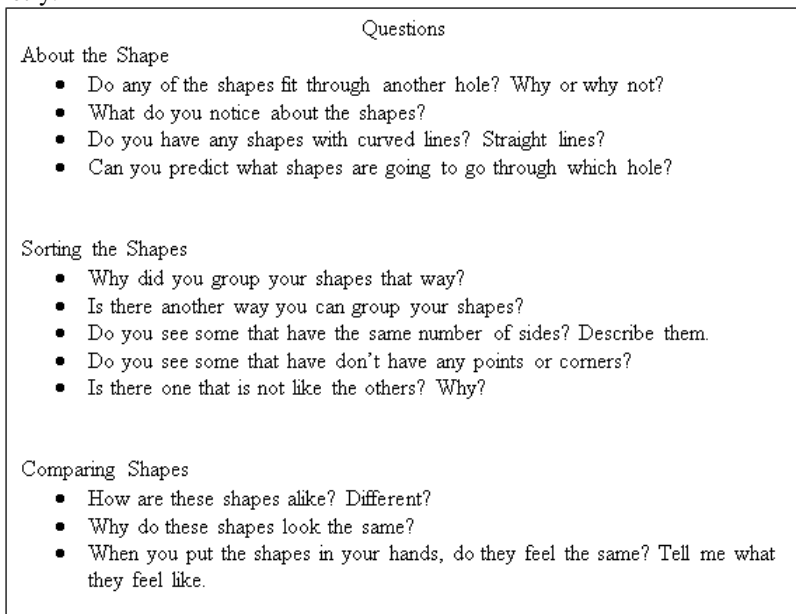 Questions
About the Shape
• Do any of the shapes fit through another hole? Why or why not?
• What do you notice about the shapes?
• Do you have any shapes with curved lines? Straight lines?
• Can you predict what shapes are going to go through which hole?
Sorting the Shapes
• Why did you group your shapes that way?
• Is there another way you can group your shapes?
• Do you see some that have the same number of sides? Describe them.
• Do you see some that have don't have any points or corners?
• Is there one that is not like the others? Why?
Comparing Shapes
• How are these shapes alike? Different?
• Why do these shapes look the same?
• When you put the shapes in your hands, do they feel the same? Tell me what
they feel like.